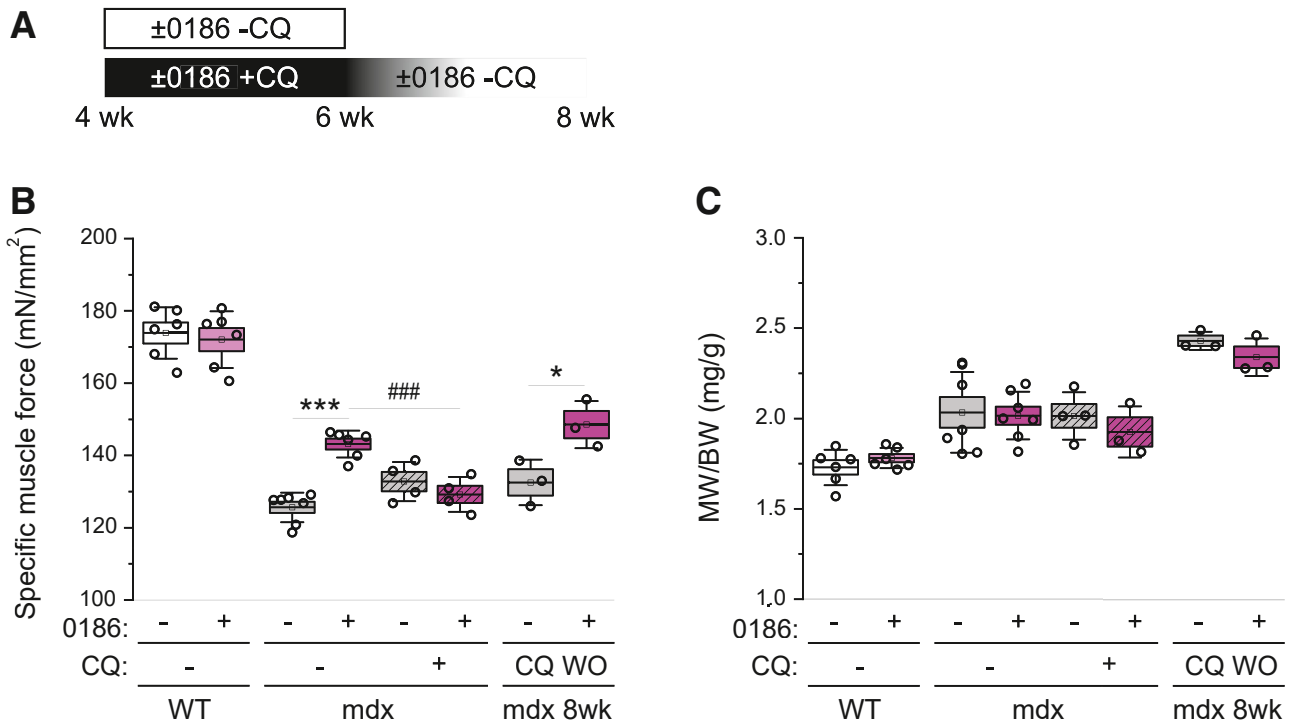 A
±0186 -CQ
±0186 +CQ ±0186 -CQ
4 wk 6 wk 8 wk
B
Specific muscle force (mN/mm²)
200
180
160
140
120
100
*** ### *
0186: - + - + - + - +
CQ: - - + CQ WO
WT mdx mdx 8wk
C
MW/BW (mg/g)
3.0
2.5
2.0
1.5
1.0
0186: - + - + - + - +
CQ: - - + CQ WO
WT mdx mdx 8wk